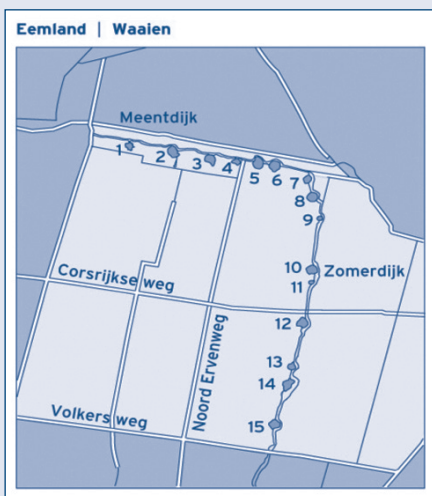 Eemland | Waaien
Meentdijk
1
2
3
4
5
6
7
8
9
10
Zomerdijk
11
Corsrijkse weg
12
Noord Ervenweg
13
14
Volkers weg
15